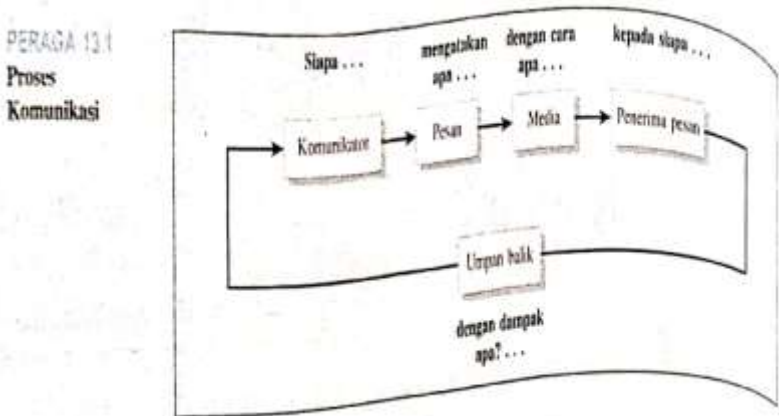 PERAGA 13.1
Proses
Komunikasi
Siapa . . .
mengatakan
apa . . .
dengan cara
apa . . .
kepada siapa . . .
Komunikator
Pesan
Media
Penerima pesan
Umpan balik
dengan dampak
apa? . . .